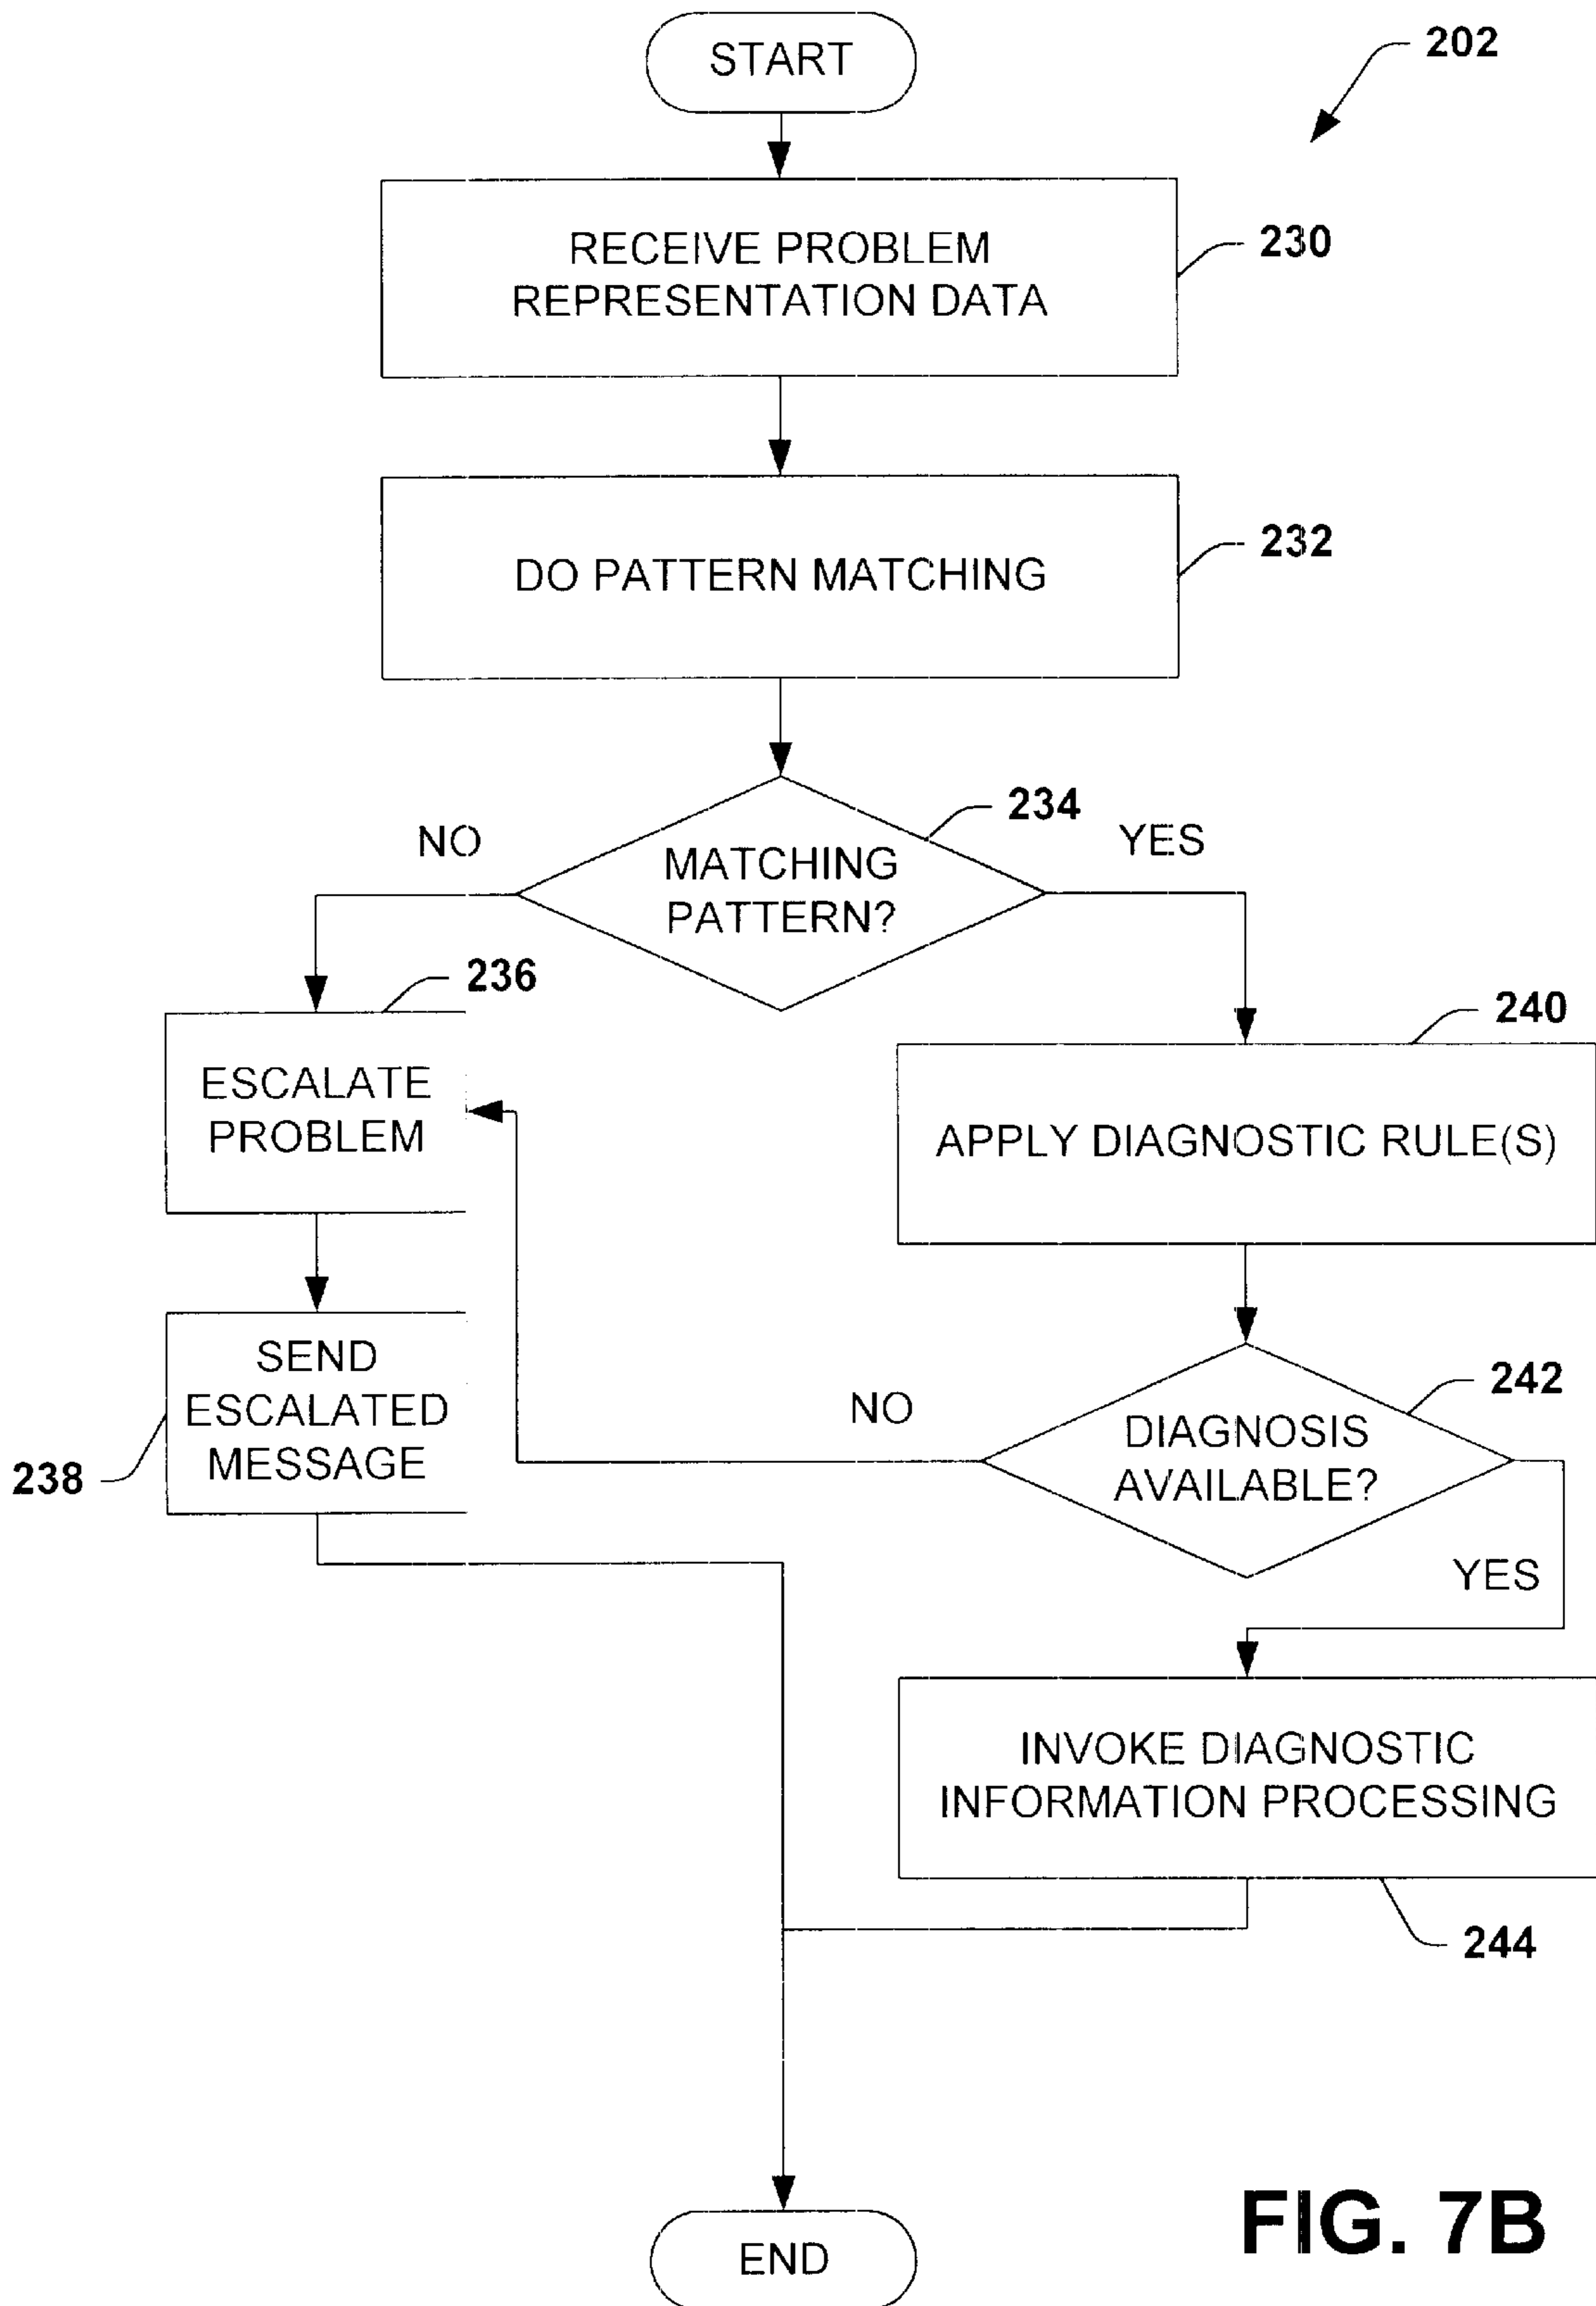 START
202
RECEIVE PROBLEM
REPRESENTATION DATA
230
DO PATTERN MATCHING
232
234
NO
YES
MATCHING
PATTERN?
236
240
ESCALATE
PROBLEM
APPLY DIAGNOSTIC RULE(S)
SEND
ESCALATED
MESSAGE
238
NO
242
DIAGNOSIS
AVAILABLE?
YES
INVOKE DIAGNOSTIC
INFORMATION PROCESSING
244
END
FIG. 7B